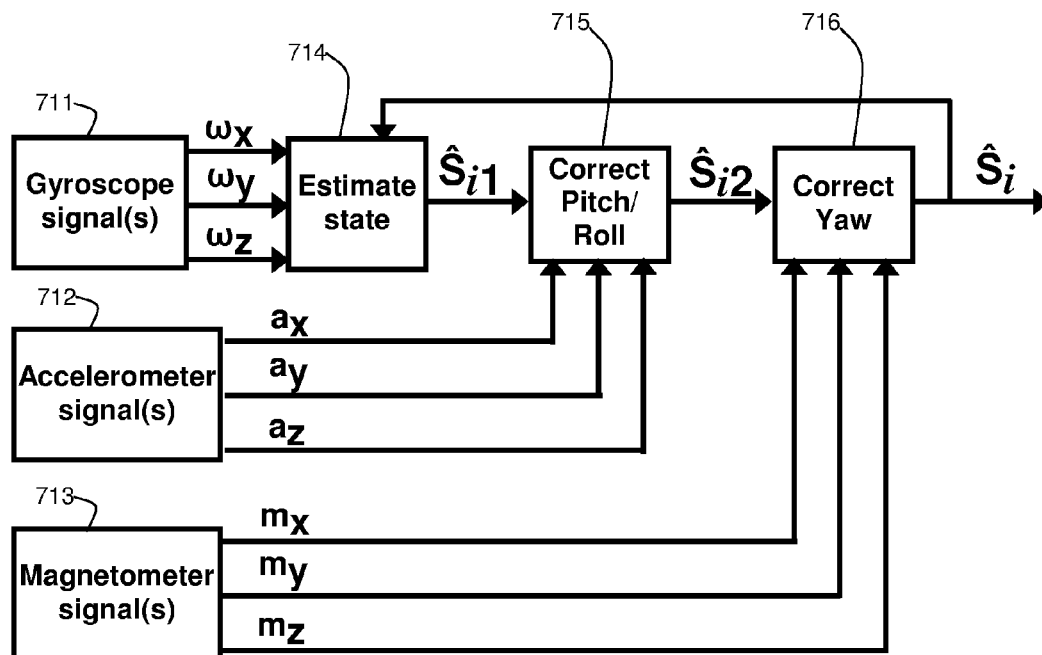 711
Gyroscope
signal(s)
ωx
ωy
ωz
714
Estimate
state
Ŝi1
715
Correct
Pitch/
Roll
Ŝi2
716
Correct
Yaw
Ŝi
712
Accelerometer
signal(s)
ax
ay
az
713
Magnetometer
signal(s)
mx
my
mz